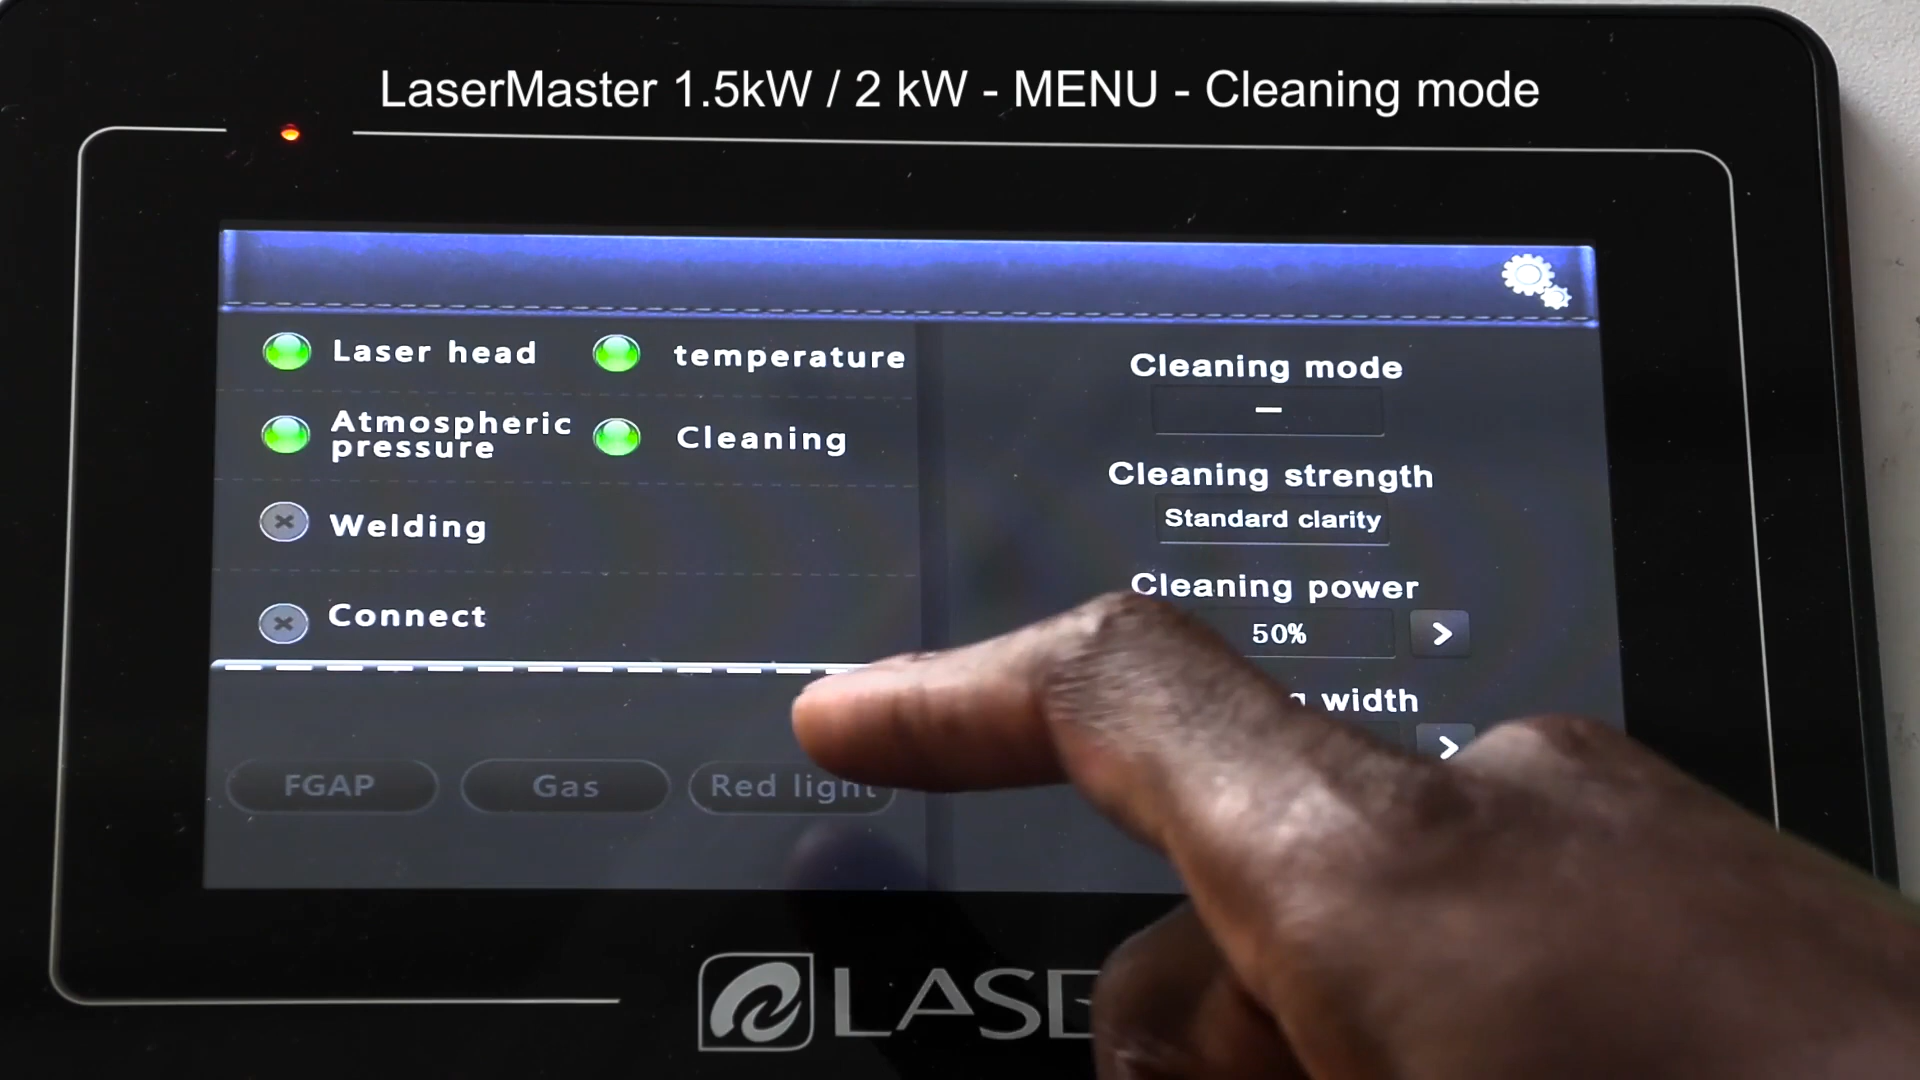 LaserMaster 1.5kW / 2 kW - MENU - Cleaning mode
Laser head
temperature
Atmospheric
pressure
Cleaning
Welding
Connect
FGAP
Gas
Red light
Cleaning mode
Cleaning strength
Standard clarity
Cleaning power
50%
width